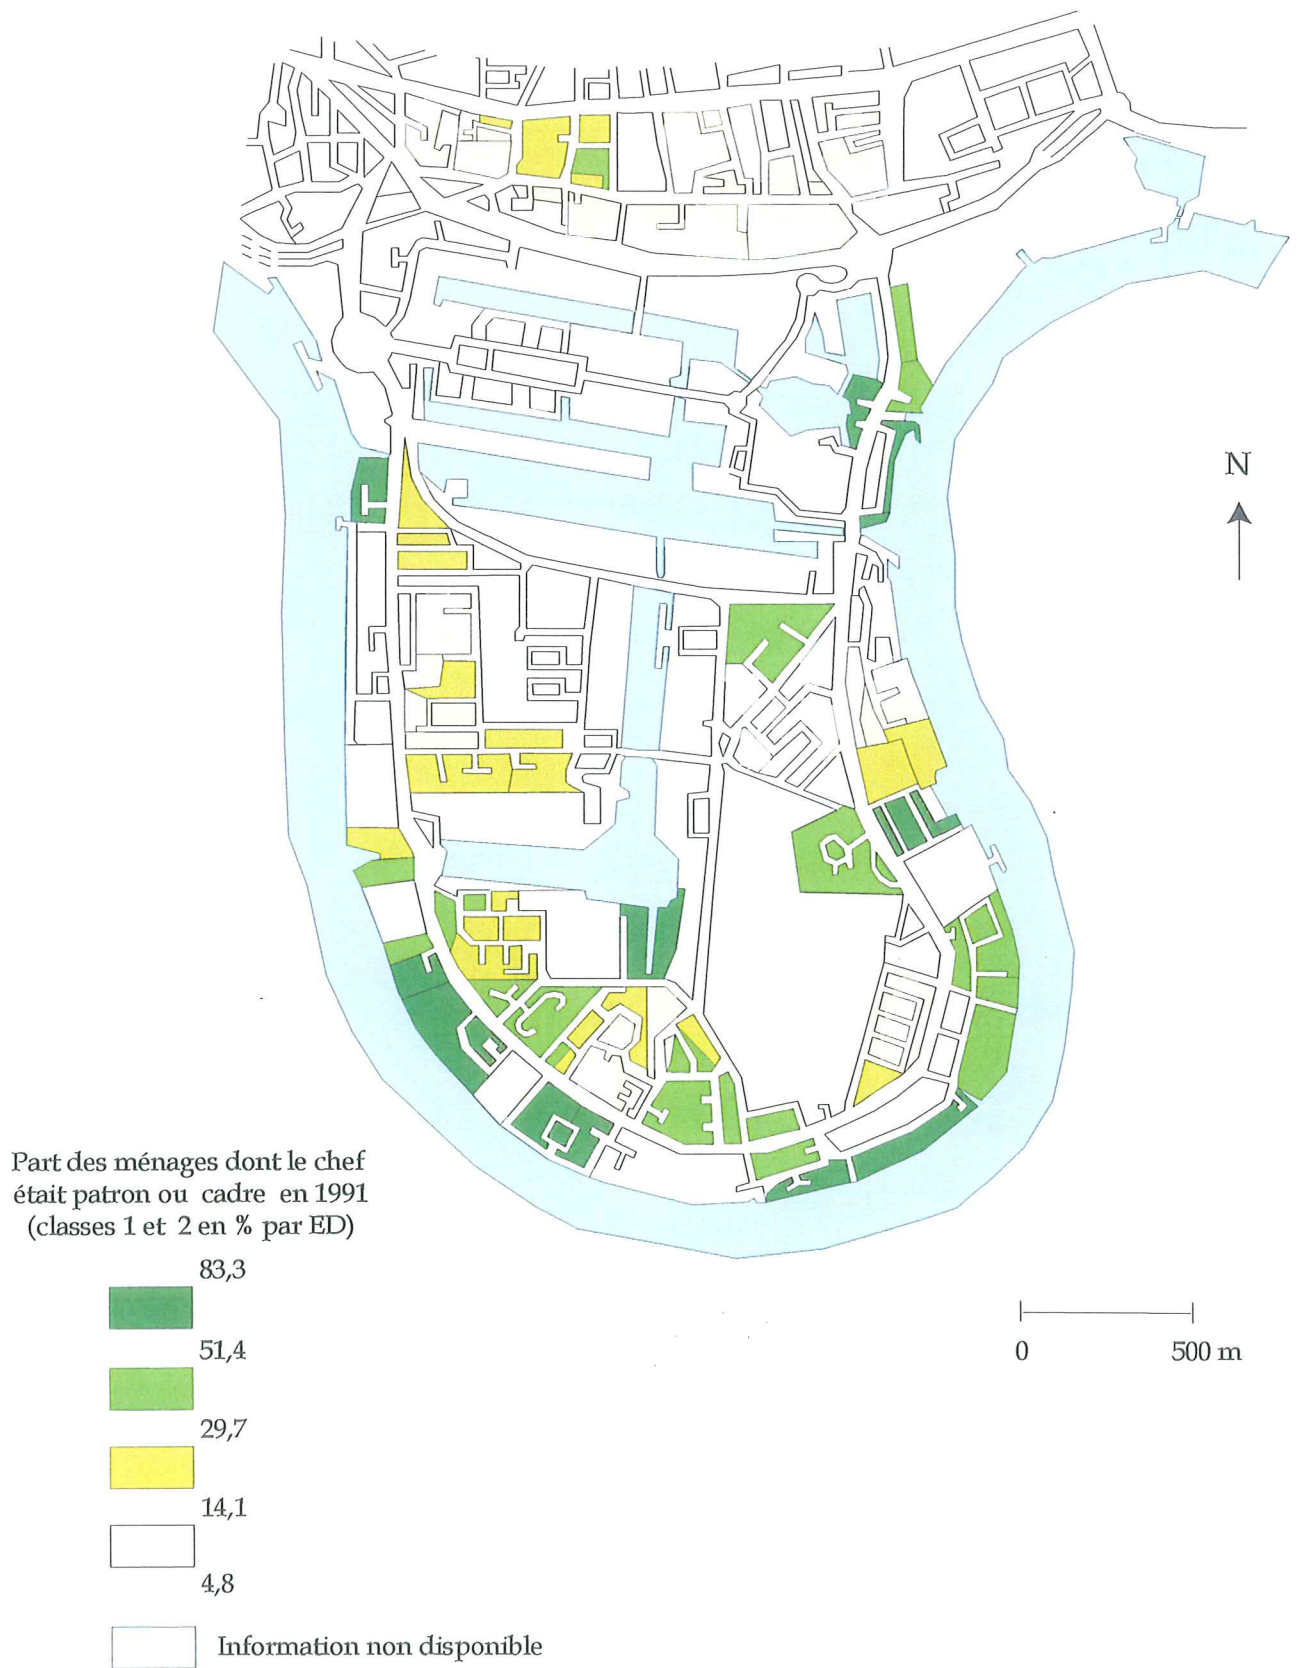 N
Part des ménages dont le chef
était patron ou cadre en 1991
(classes 1 et 2 en % par ED)
83,3
51,4
29,7
14,1
4,8
Information non disponible
0 500 m